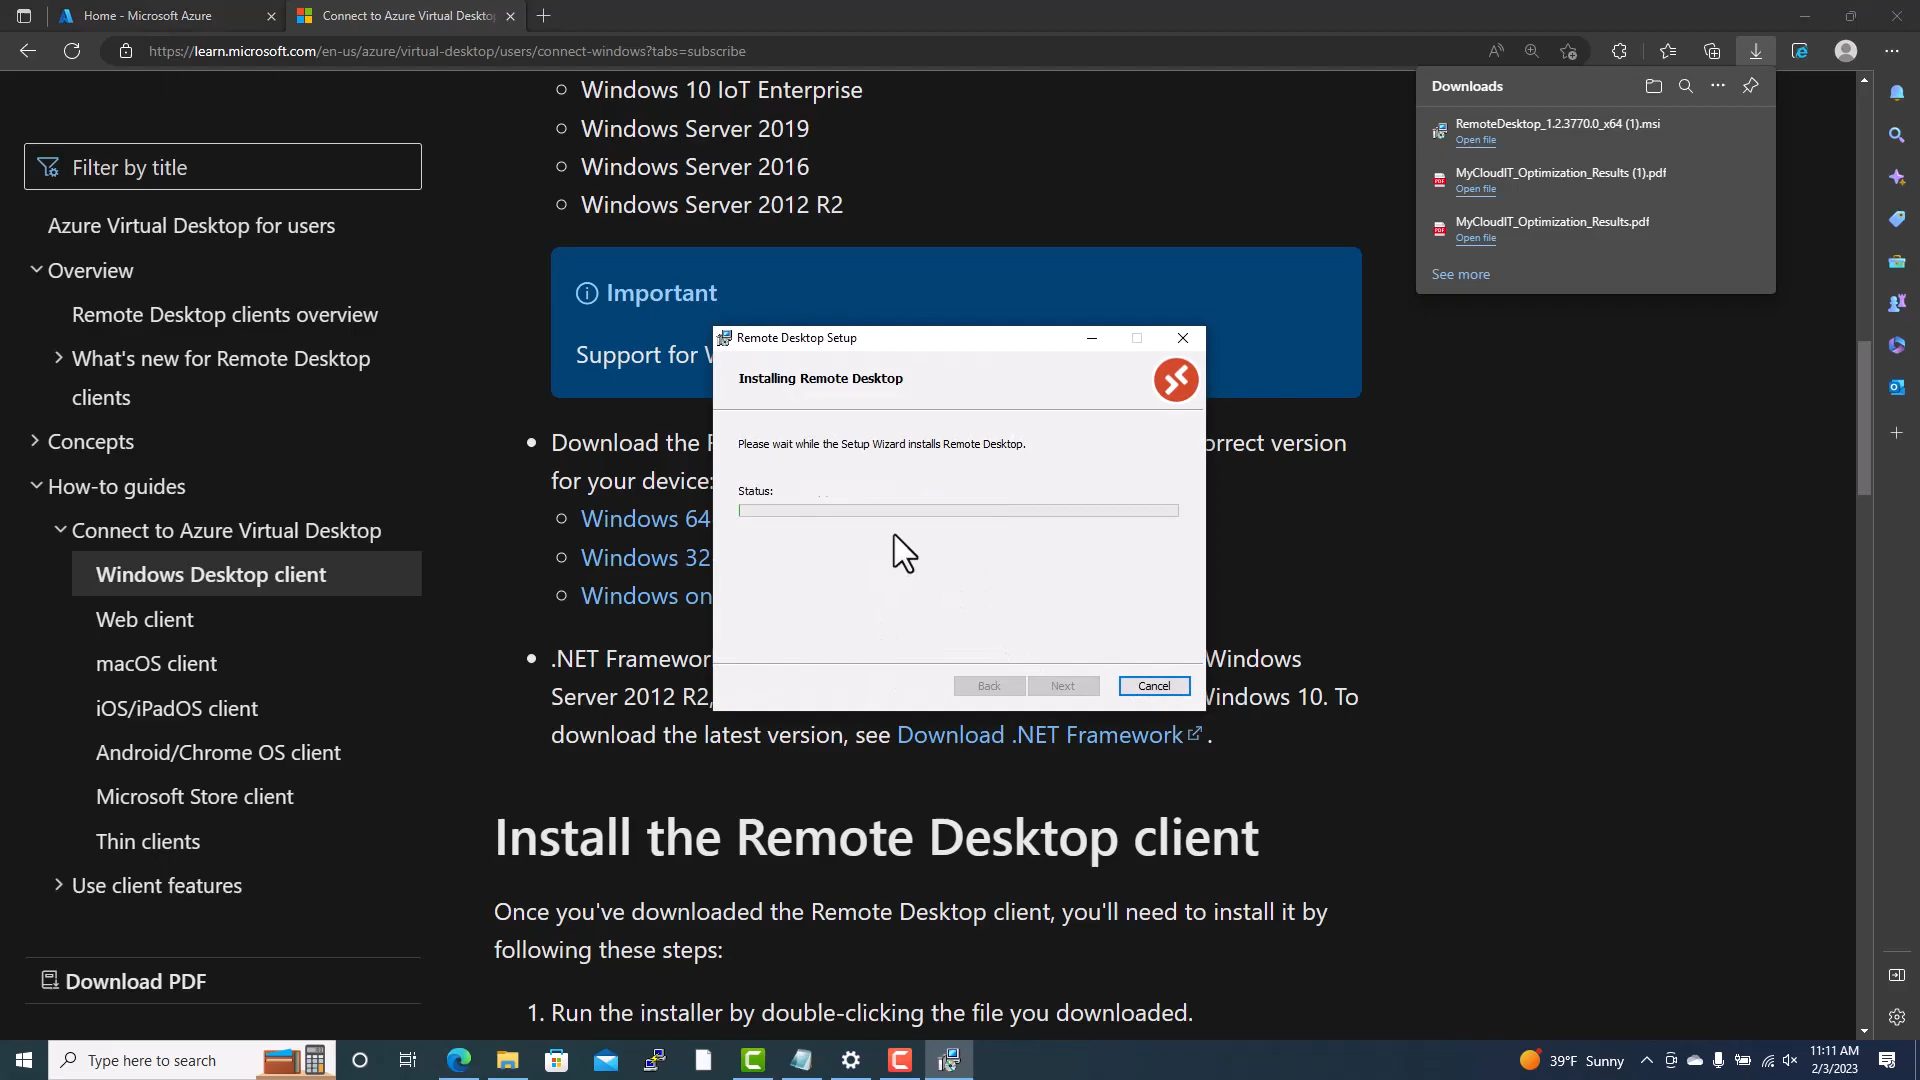 Home - Microsoft Azure
Connect to Azure Virtual Deskto
https://learn.microsoft.com/en-us/azure/virtual-desktop/users/connect-windows?tabs=subscribe
Downloads
RemoteDesktop_1.2.3770.0_x64 (1).msi
Open file
MyCloudIT_Optimization_Results (1).pdf
Open file
MyCloudIT_Optimization_Results.pdf
Open file
See more
Filter by title
Azure Virtual Desktop for users
Overview
Remote Desktop clients overview
What's new for Remote Desktop
clients
Concepts
How-to guides
Connect to Azure Virtual Desktop
Windows Desktop client
Web client
macOS client
iOS/iPadOS client
Android/Chrome OS client
Microsoft Store client
Thin clients
Use client features
Download PDF
Windows 10 IoT Enterprise
Windows Server 2019
Windows Server 2016
Windows Server 2012 R2
Important
Support for W
Download the R
orrect version
for your device:
Windows 64
Windows 32
Windows on
.NET Framewor
Windows
Server 2012 R2,
Windows 10. To
download the latest version, see Download .NET Framework .
Remote Desktop Setup
Installing Remote Desktop
Please wait while the Setup Wizard installs Remote Desktop.
Status:
Back
Next
Cancel
Install the Remote Desktop client
Once you've downloaded the Remote Desktop client, you'll need to install it by
following these steps:
1. Run the installer by double-clicking the file you downloaded.
Type here to search
39°F Sunny
11:11 AM
2/3/2023